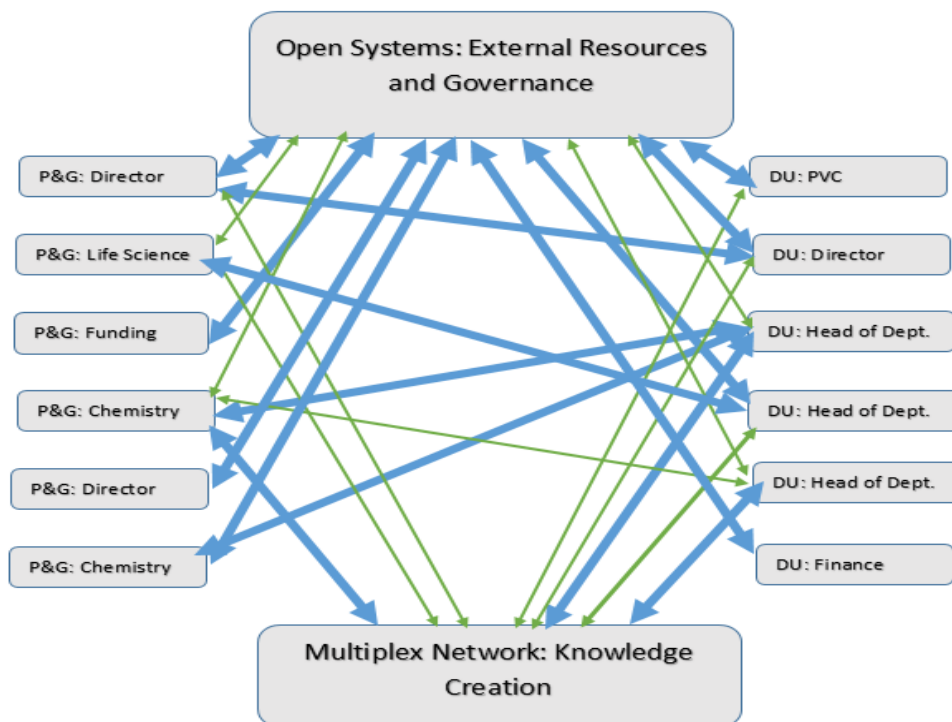 Open Systems: External Resources
and Governance
P&G: Director
DU: PVC
P&G: Life Science
DU: Director
P&G: Funding
DU: Head of Dept.
P&G: Chemistry
DU: Head of Dept.
P&G: Director
DU: Head of Dept.
P&G: Chemistry
DU: Finance
Multiplex Network: Knowledge
Creation